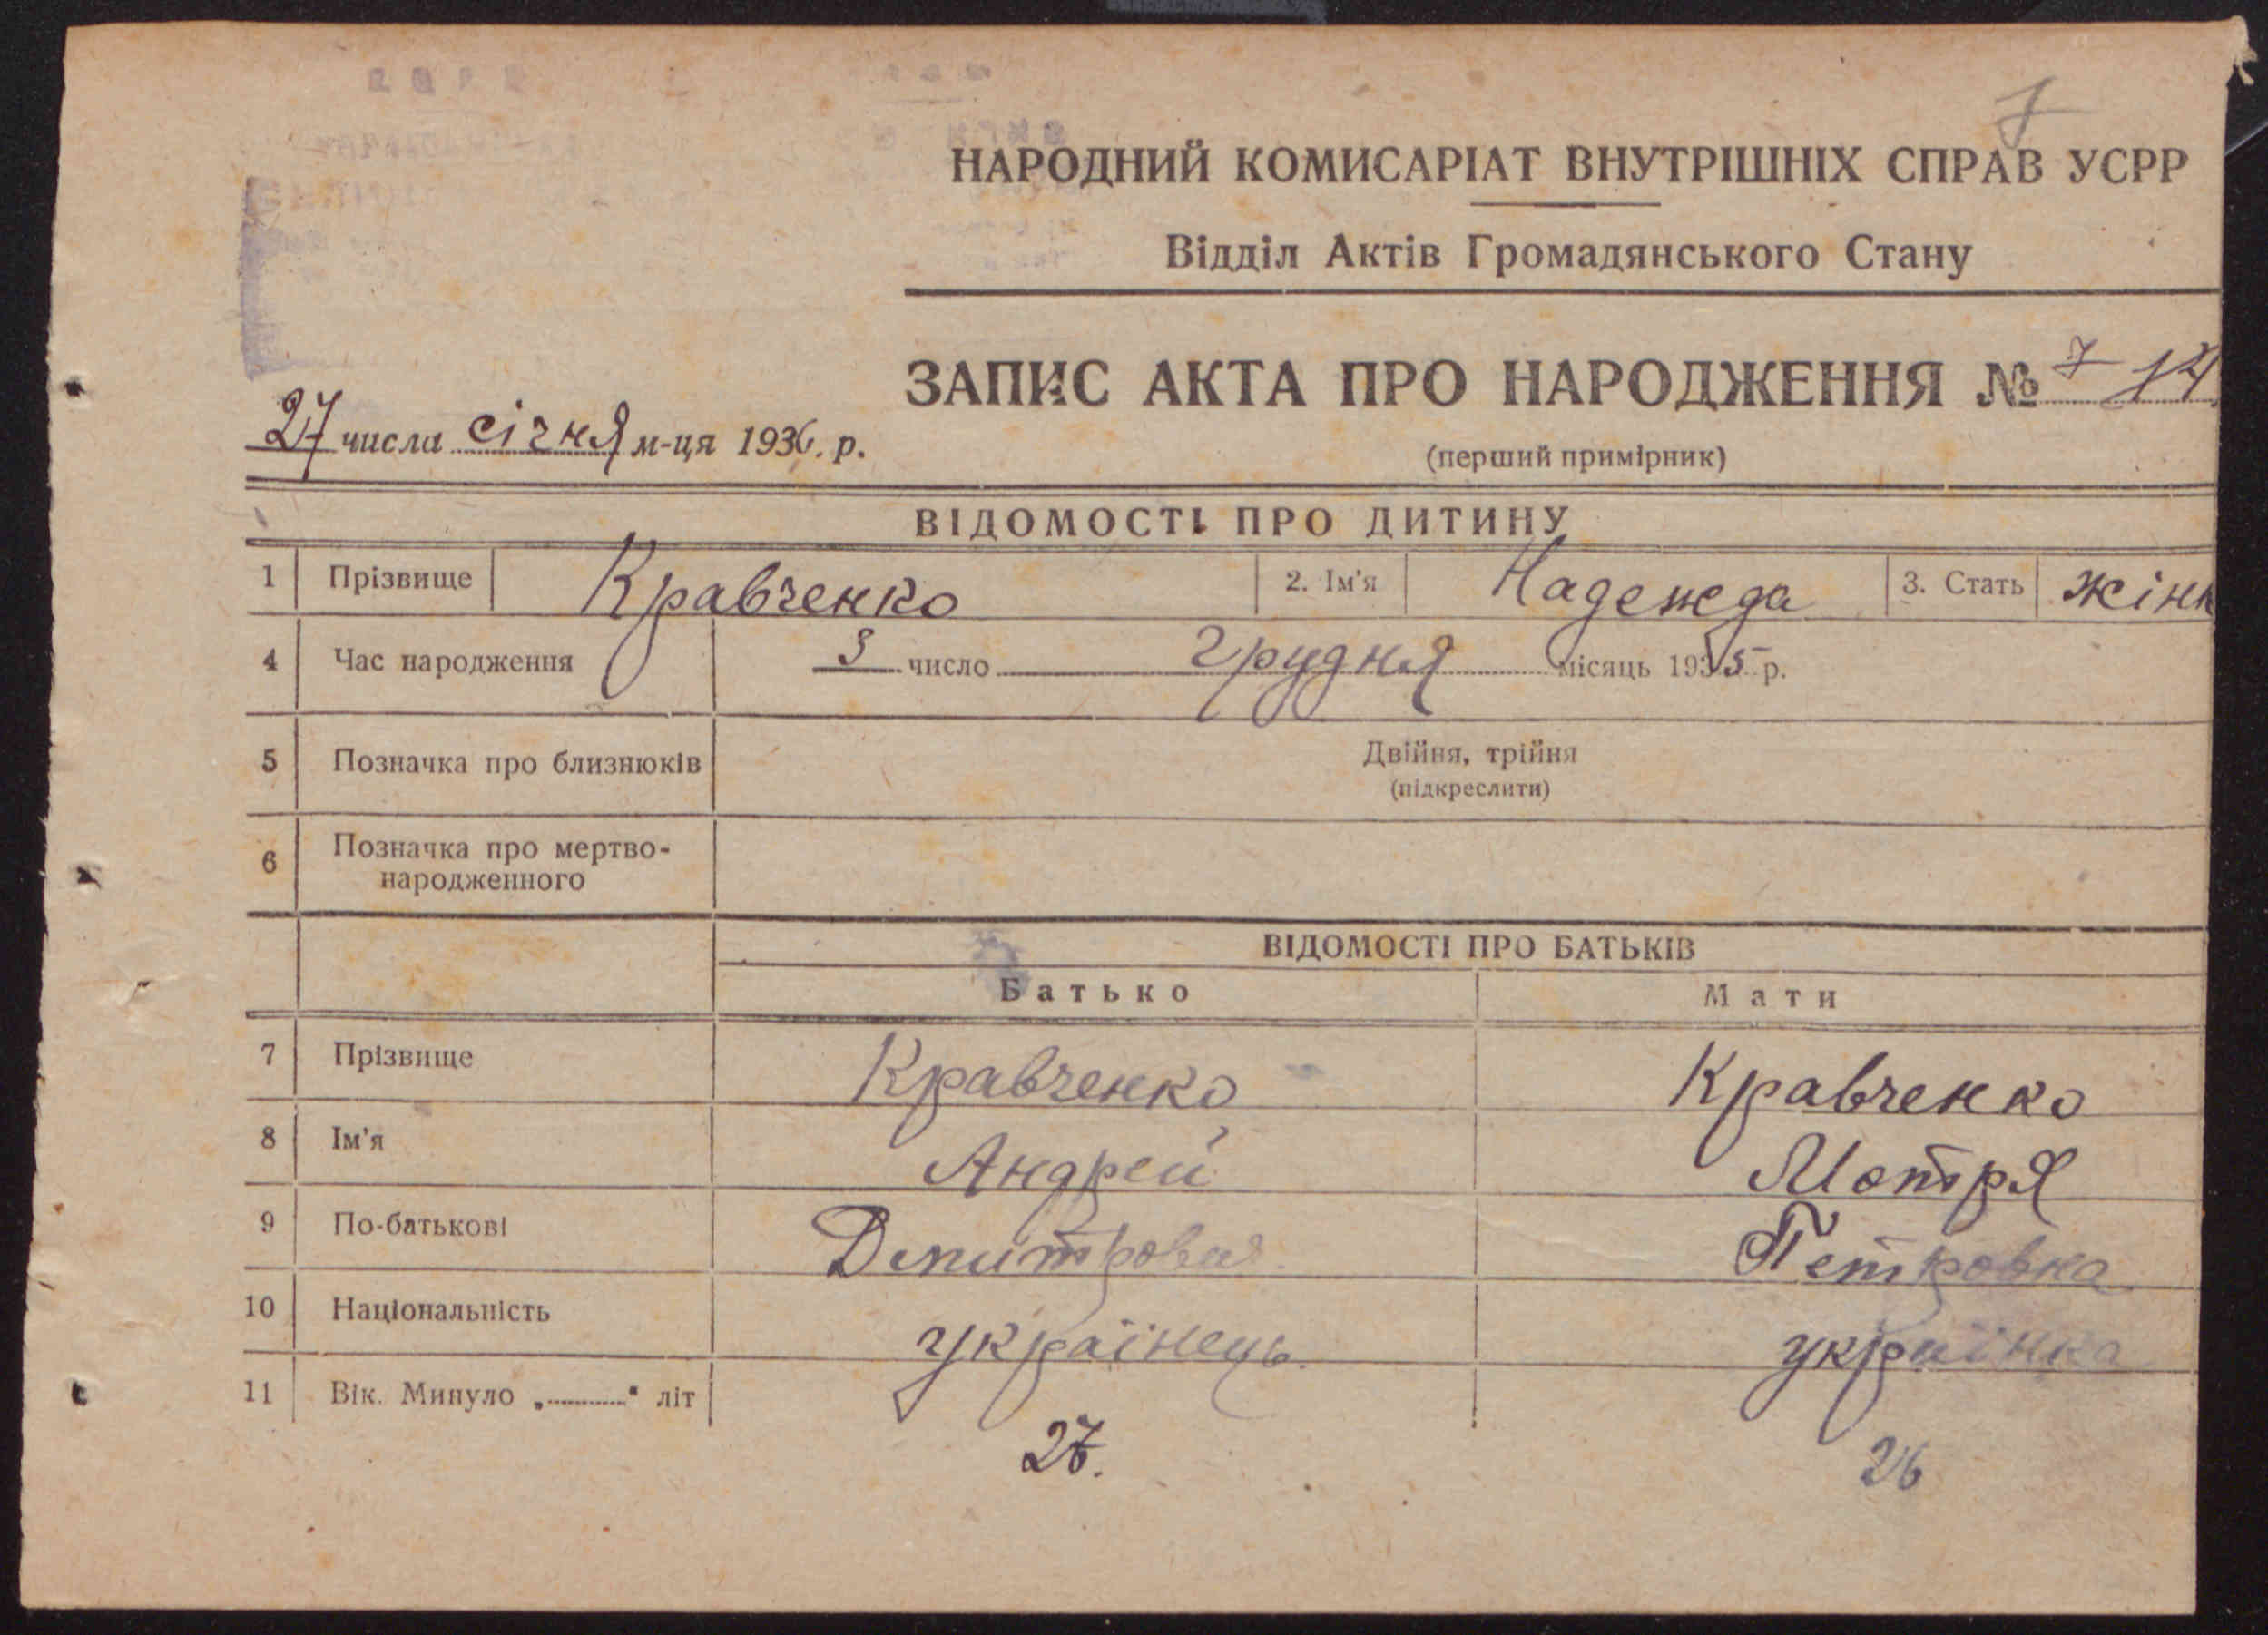 7
НАРОДНИЙ КОМИСАРІАТ ВНУТРІШНІХ СПРАВ УСРР
Відділ Актів Громадянського Стану
ЗАПИС АКТА ПРО НАРОДЖЕННЯ № 7
27 числа січня м-ця 1936. р.
(перший примірник)
ВІДОМОСТІ ПРО ДИТИНУ
1 Прізвище Кравченко 2. Ім'я Надежда 3. Стать жінк
4 Час народження 3 число грудня місяць 1935 р.
5 Позначка про близнюків Двійня, трійня
(підкреслити)
6 Позначка про мертво-
народженного
ВІДОМОСТІ ПРО БАТЬКІВ
Батько Мати
7 Прізвище Кравченко Кравченко
8 Ім'я Андрей Мотря
9 По-батькові Петровна
10 Національність українець українка
11 Вік. Минуло „ " літ
26